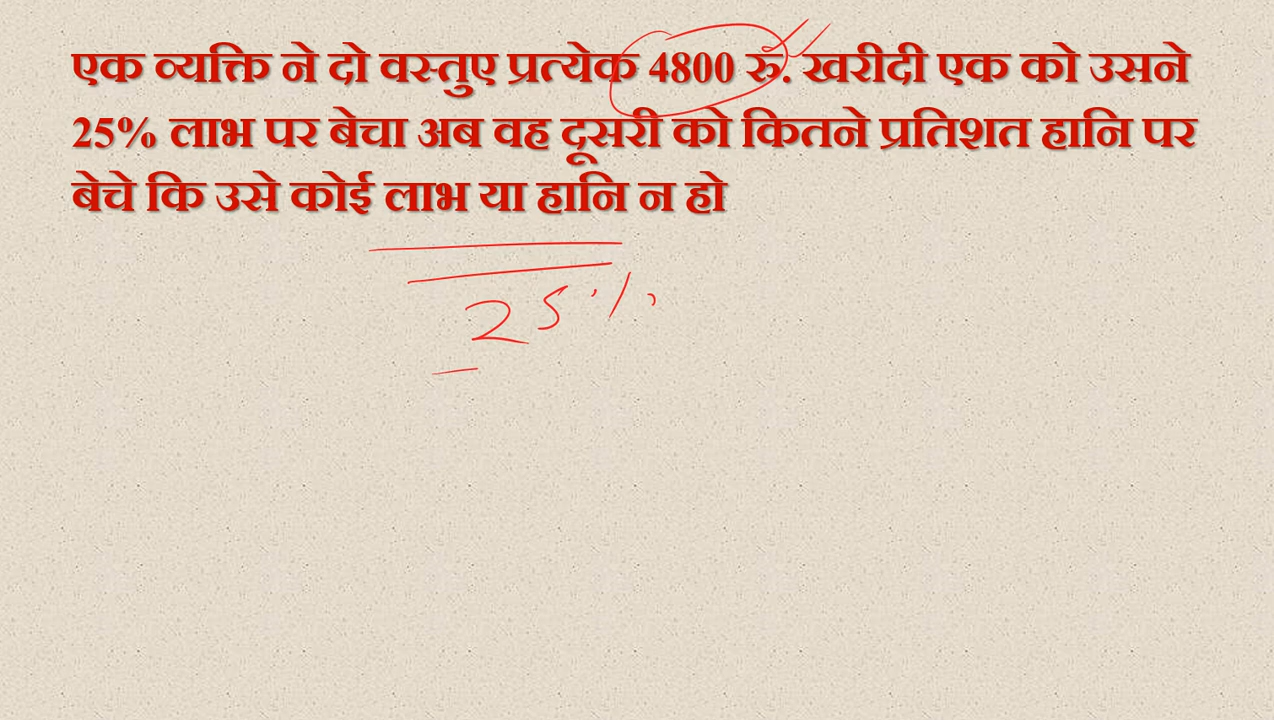 एक व्यक्ति ने दो वस्तुए प्रत्येक 4800 रु. खरीदी एक को उसने
25% लाभ पर बेचा अब वह दूसरी को कितने प्रतिशत हानि पर
बेचे कि उसे कोई लाभ या हानि न हो
25%